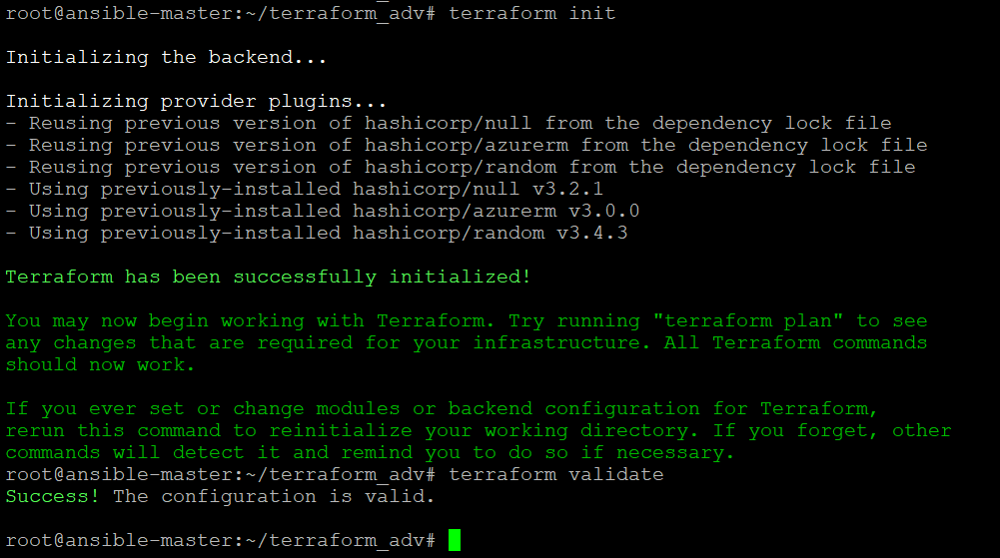 root@ansible-master:~/terraform_adv# terraform init
Initializing the backend...
Initializing provider plugins...
- Reusing previous version of hashicorp/null from the dependency lock file
- Reusing previous version of hashicorp/azurerm from the dependency lock file
- Reusing previous version of hashicorp/random from the dependency lock file
- Using previously-installed hashicorp/null v3.2.1
- Using previously-installed hashicorp/azurerm v3.0.0
- Using previously-installed hashicorp/random v3.4.3
Terraform has been successfully initialized!
You may now begin working with Terraform. Try running "terraform plan" to see
any changes that are required for your infrastructure. All Terraform commands
should now work.
If you ever set or change modules or backend configuration for Terraform,
rerun this command to reinitialize your working directory. If you forget, other
commands will detect it and remind you to do so if necessary.
root@ansible-master:~/terraform_adv# terraform validate
Success! The configuration is valid.
root@ansible-master:~/terraform_adv#